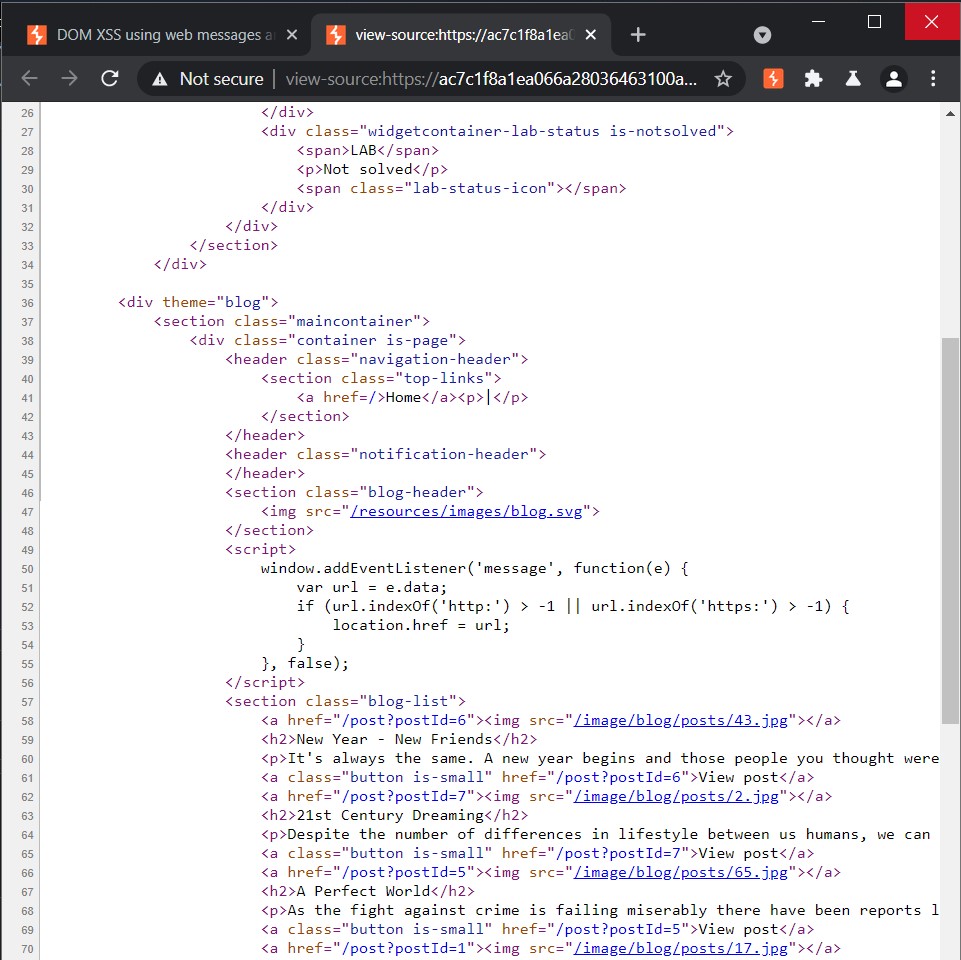 DOM XSS using web messages a
view-source:https://ac7c1f8a1ea0
Not secure
view-source:https://ac7c1f8a1ea066a28036463100a...
26 </div>
27 <div class="widgetcontainer-lab-status is-notsolved">
28 <span>LAB</span>
29 <p>Not solved</p>
30 <span class="lab-status-icon"></span>
31 </div>
32 </div>
33 </section>
34 </div>
35
36 <div theme="blog">
37 <section class="maincontainer">
38 <div class="container is-page">
39 <header class="navigation-header">
40 <section class="top-links">
41 <a href=/>Home</a><p>|</p>
42 </section>
43 </header>
44 <header class="notification-header">
45 </header>
46 <section class="blog-header">
47 <img src="/resources/images/blog.svg">
48 </section>
49 <script>
50 window.addEventListener('message', function(e) {
51 var url = e.data;
52 if (url.indexOf('http:') > -1 || url.indexOf('https:') > -1) {
53 location.href = url;
54 }
55 }, false);
56 </script>
57 <section class="blog-list">
58 <a href="/post?postId=6"><img src="/image/blog/posts/43.jpg"></a>
59 <h2>New Year - New Friends</h2>
60 <p>It's always the same. A new year begins and those people you thought were
61 <a class="button is-small" href="/post?postId=6">View post</a>
62 <a href="/post?postId=7"><img src="/image/blog/posts/2.jpg"></a>
63 <h2>21st Century Dreaming</h2>
64 <p>Despite the number of differences in lifestyle between us humans, we can
65 <a class="button is-small" href="/post?postId=7">View post</a>
66 <a href="/post?postId=5"><img src="/image/blog/posts/65.jpg"></a>
67 <h2>A Perfect World</h2>
68 <p>As the fight against crime is failing miserably there have been reports l
69 <a class="button is-small" href="/post?postId=5">View post</a>
70 <a href="/post?postId=1"><img src="/image/blog/posts/17.jpg"></a>